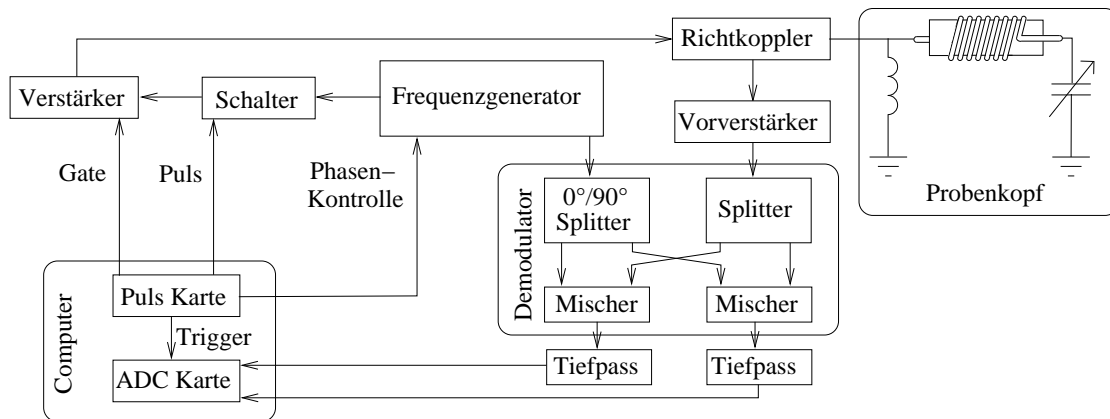 Richtkoppler
Verstärker
Schalter
Frequenzgenerator
Vorverstärker
Gate
Puls
Phasen–
Kontrolle
Probenkopf
Demodulator
0°/90°
Splitter
Splitter
Mischer
Mischer
Computer
Puls Karte
Trigger
ADC Karte
Tiefpass
Tiefpass